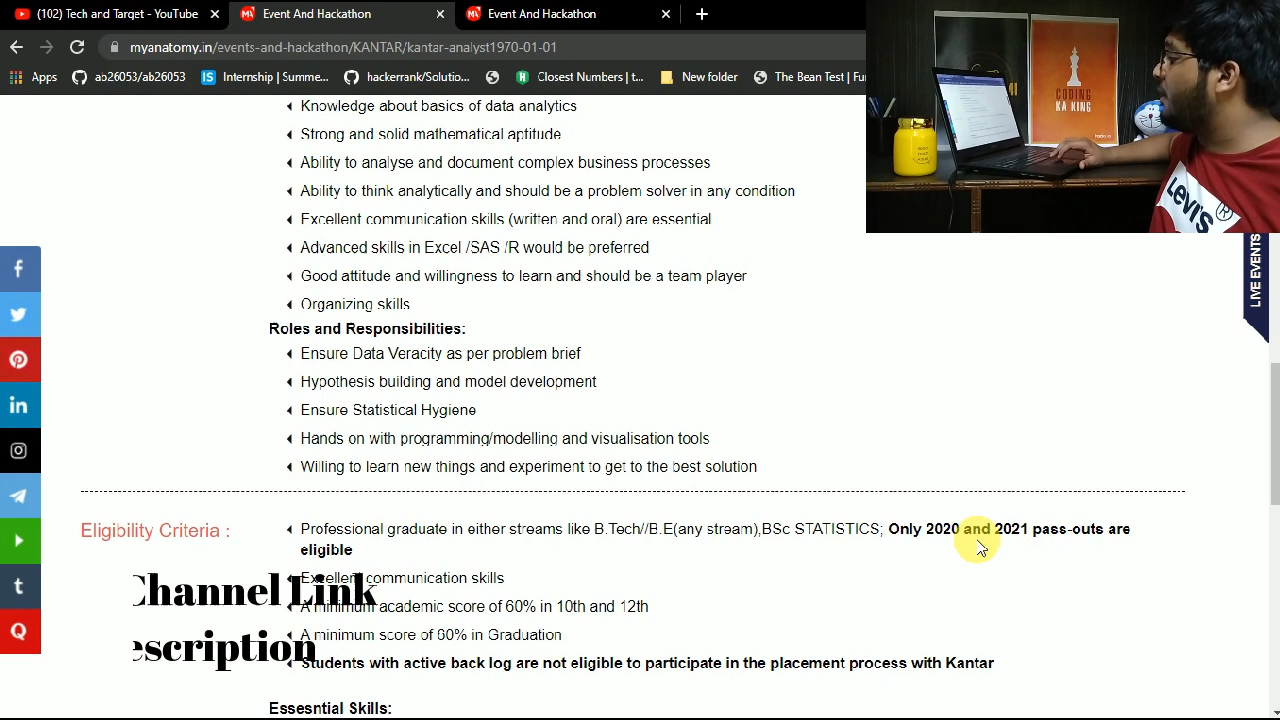 (102) Tech and Target - YouTube
Event And Hackathon
Event And Hackathon
myanatomy.in/events-and-hackathon/KANTAR/kantar-analyst1970-01-01
Apps
ab26053/ab26053
Internship | Summe...
hackerrank/Solutio...
Closest Numbers | t...
New folder
The Bean Test | Fu
CODING
KA KING
LEVI'S
Knowledge about basics of data analytics
Strong and solid mathematical aptitude
Ability to analyse and document complex business processes
Ability to think analytically and should be a problem solver in any condition
Excellent communication skills (written and oral) are essential
Advanced skills in Excel /SAS /R would be preferred
Good attitude and willingness to learn and should be a team player
Organizing skills
LIVE EVENTS
Roles and Responsibilities:
Ensure Data Veracity as per problem brief
Hypothesis building and model development
Ensure Statistical Hygiene
Hands on with programming/modelling and visualisation tools
Willing to learn new things and experiment to get to the best solution
Eligibility Criteria :
Professional graduate in either streams like B.Tech//B.E(any stream),BSc STATISTICS; Only 2020 and 2021 pass-outs are
eligible
Excellent communication skills
A minimum academic score of 60% in 10th and 12th
A minimum score of 60% in Graduation
Students with active back log are not eligible to participate in the placement process with Kantar
Channel Link
escription
Essesntial Skills: